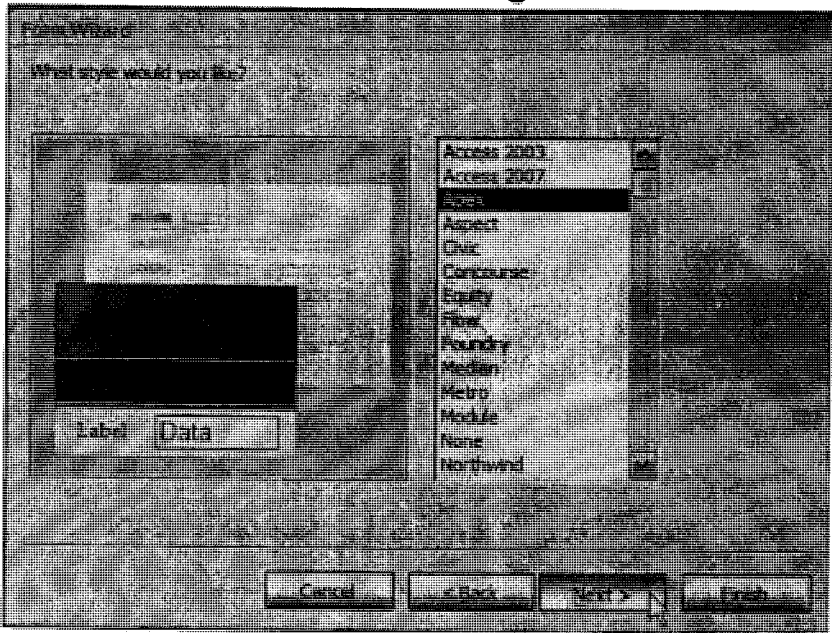 Form Wizard
What style would you like?
Access 2003
Access 2007
Apex
Aspect
Civic
Concourse
Equity
Flow
Foundry
Median
Metro
Module
None
Northwind
Label Data
Cancel
< Back
Next >
Finish